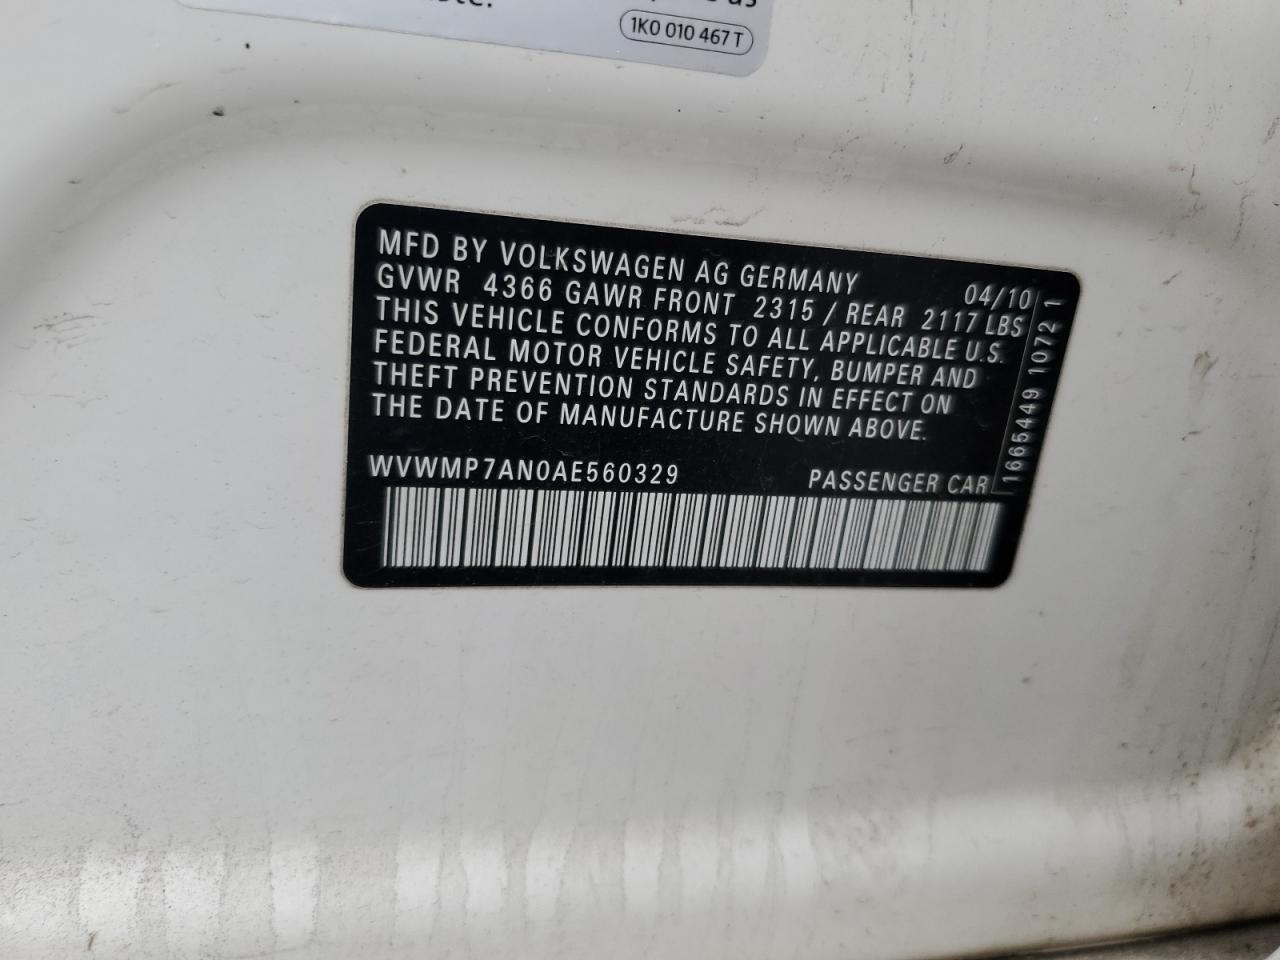 1K0 010 467 T
MFD BY VOLKSWAGEN AG GERMANY 04/10
GVWR 4366 GAWR FRONT 2315 / REAR 2117 LBS
THIS VEHICLE CONFORMS TO ALL APPLICABLE U.S.
FEDERAL MOTOR VEHICLE SAFETY, BUMPER AND
THEFT PREVENTION STANDARDS IN EFFECT ON
THE DATE OF MANUFACTURE SHOWN ABOVE.
WVWMP7AN0AE560329 PASSENGER CAR
1665449 1072 1